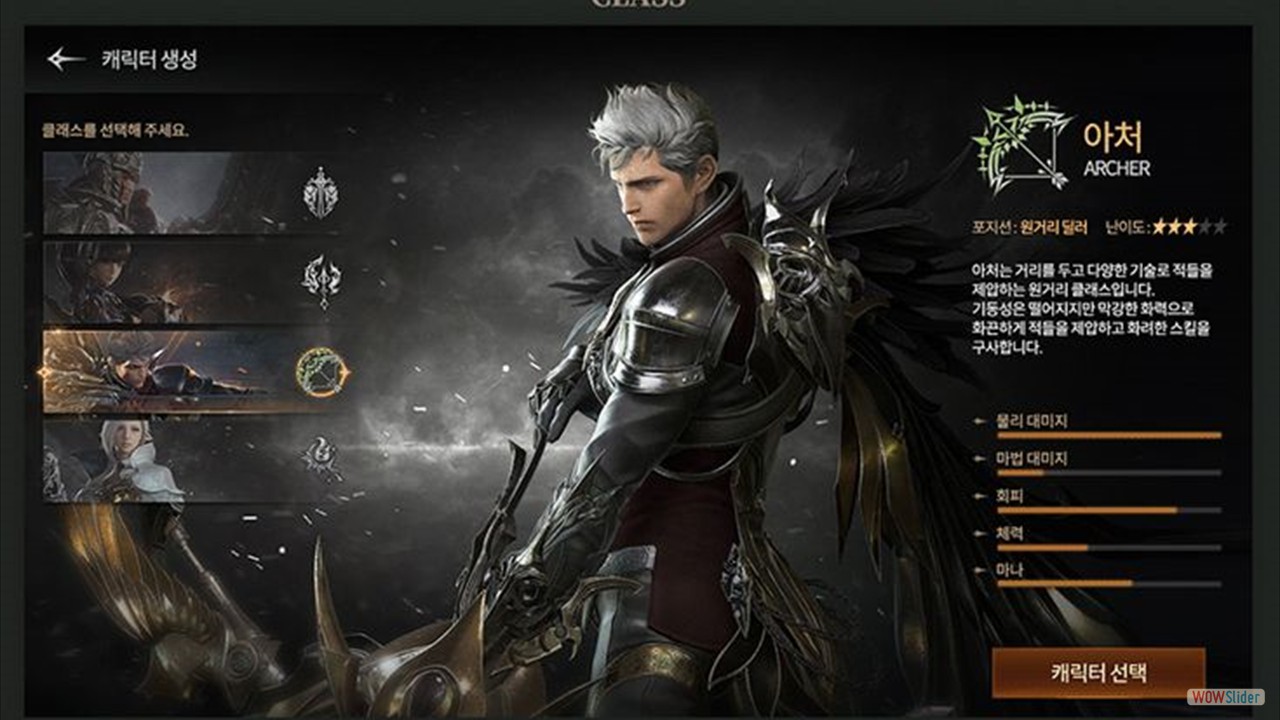 CLASS
캐릭터 생성
클래스를 선택해 주세요.
아처
ARCHER
포지션 : 원거리 딜러 난이도 : ★★★★★
아처는 거리를 두고 다양한 기술로 적들을
제압하는 원거리 클래스입니다.
기동성은 떨어지지만 막강한 화력으로
화끈하게 적들을 제압하고 화려한 스킬을
구사합니다.
물리 대미지
마법 대미지
회피
체력
마나
캐릭터 선택
WOWSlider